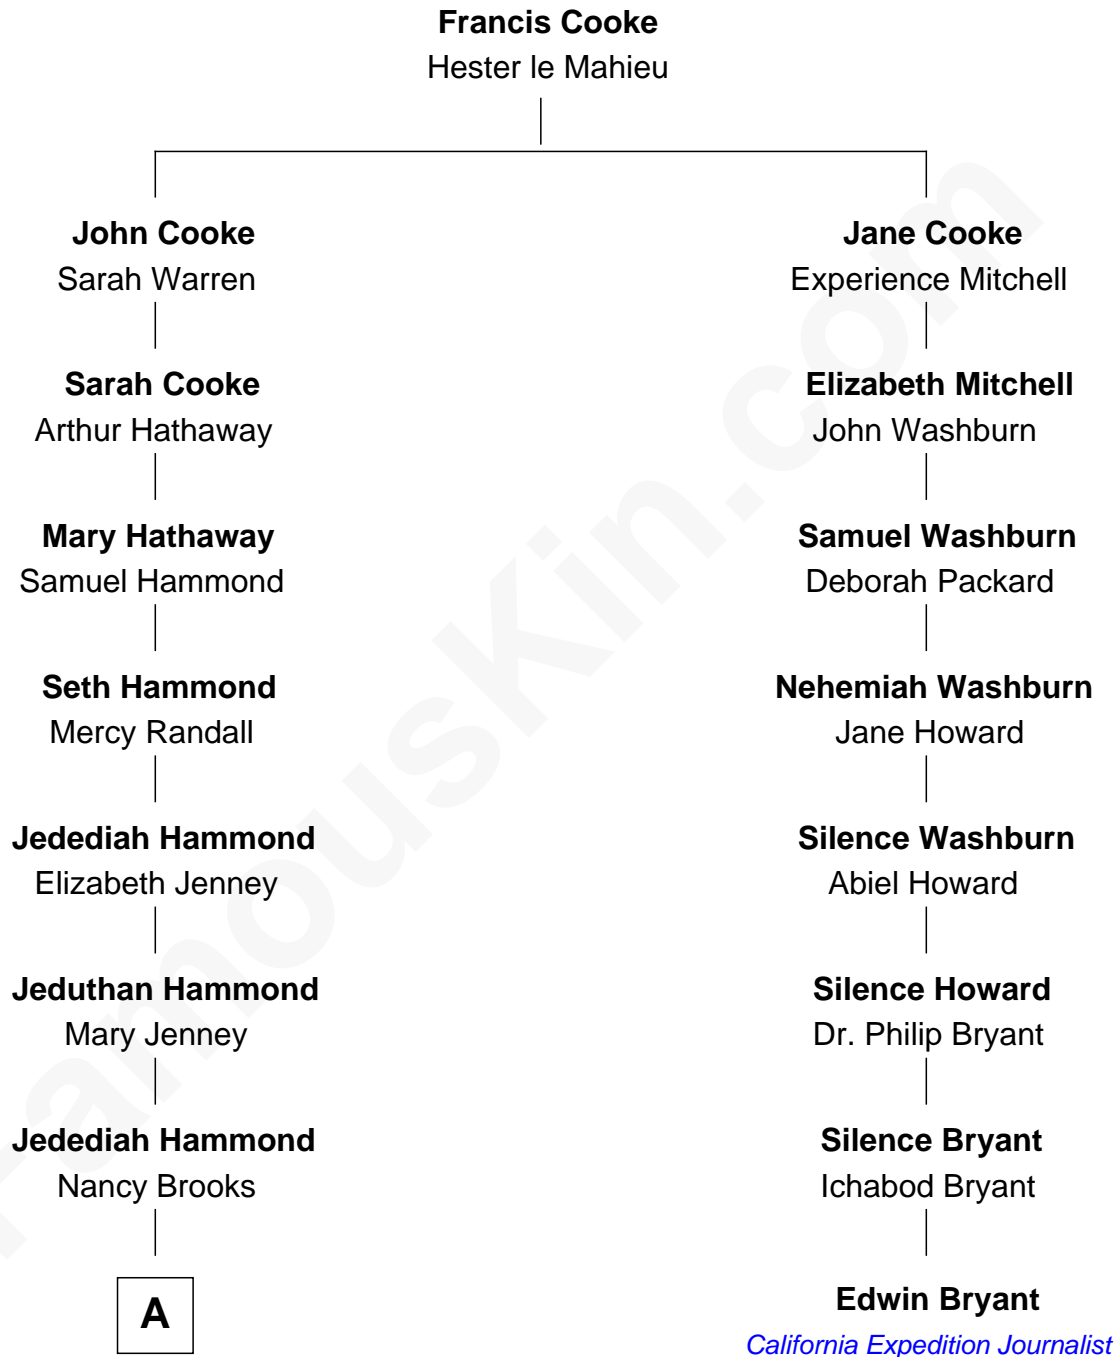 Francis Cooke
Hester le Mahieu
John Cooke
Sarah Warren
Jane Cooke
Experience Mitchell
Sarah Cooke
Arthur Hathaway
Elizabeth Mitchell
John Washburn
Mary Hathaway
Samuel Hammond
Samuel Washburn
Deborah Packard
Seth Hammond
Mercy Randall
Nehemiah Washburn
Jane Howard
Jedediah Hammond
Elizabeth Jenney
Silence Washburn
Abiel Howard
Jeduthan Hammond
Mary Jenney
Silence Howard
Dr. Philip Bryant
Jedediah Hammond
Nancy Brooks
Silence Bryant
Ichabod Bryant
A
Edwin Bryant
California Expedition Journalist
FamousKin.com